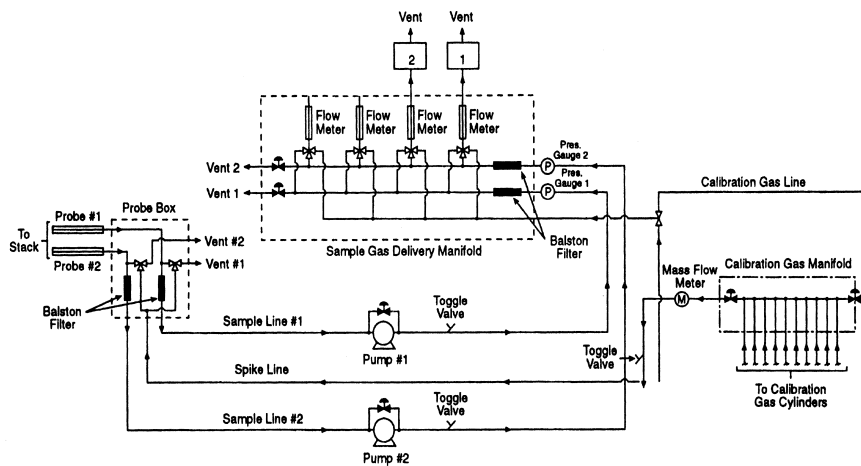 Vent
Vent
2
1
Flow
Meter
Flow
Meter
Flow
Meter
Flow
Meter
Pres.
Gauge 2
Vent 2
P
Pres.
Gauge 1
Vent 1
P
Calibration Gas Line
Probe Box
Probe #1
To
Stack
Probe #2
Vent #2
Vent #1
Sample Gas Delivery Manifold
Balston
Filter
Mass Flow
Meter
Calibration Gas Manifold
M
Balston
Filter
Sample Line #1
Toggle
Valve
Pump #1
Toggle
Valve
Spike Line
To Calibration
Gas Cylinders
Sample Line #2
Toggle
Valve
Pump #2